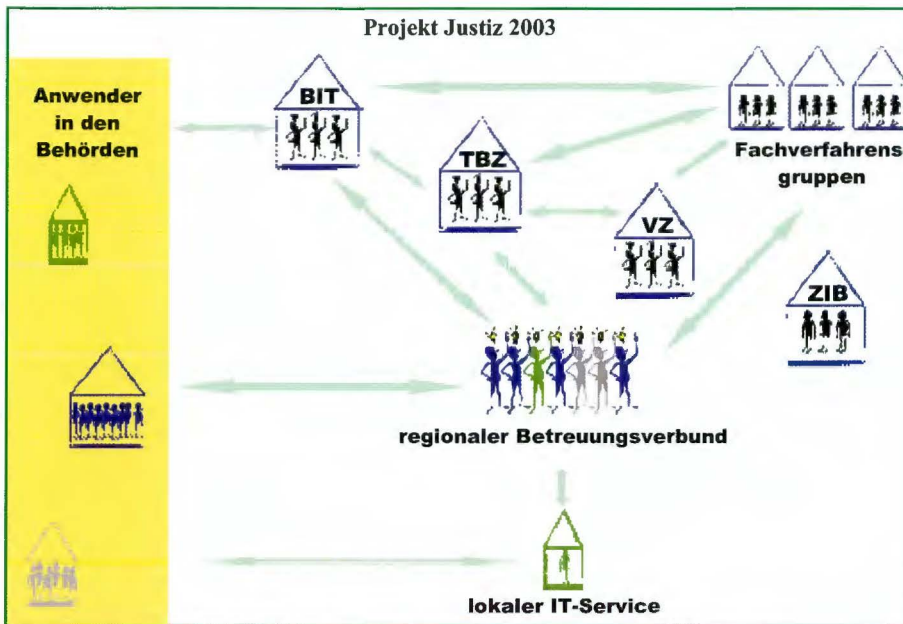 Projekt Justiz 2003
Anwender
in den
Behörden
BIT
TBZ
VZ
Fachverfahrens
gruppen
ZIB
regionaler Betreuungsverbund
lokaler IT-Service